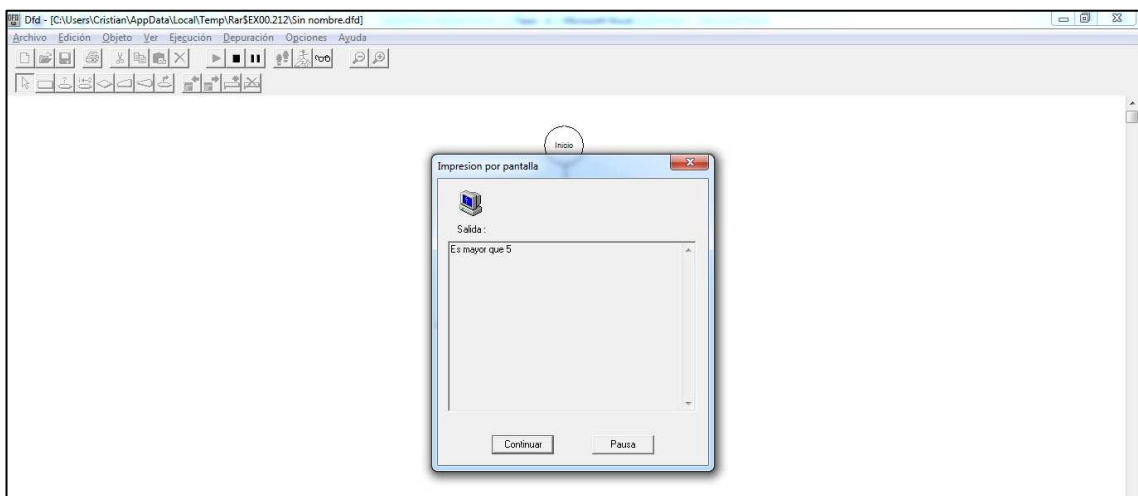 Dfd - [C:\Users\Cristian\AppData\Local\Temp\Rar$EX00.212\Sin nombre.dfd]
Archivo Edición Objeto Ver Ejecución Depuración Opciones Ayuda
Inicio
Impresion por pantalla
Salida :
Es mayor que 5
Continuar Pausa